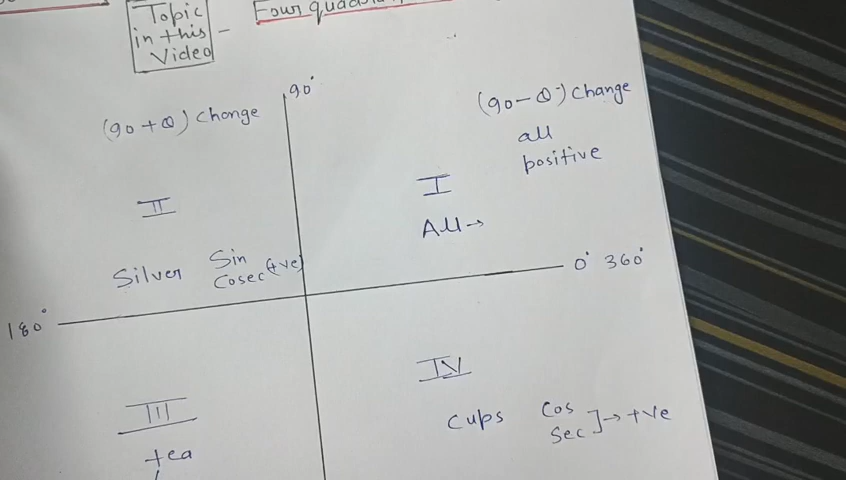 Topic
in this
Video
Four
90°
(90 + θ) Change
(90 - θ) Change
all
positive
II
I
All →
Silver Sin
Cosec (+ve)
0° 360°
180°
IV
III
Cups Cos
Sec ] → +ve
tea